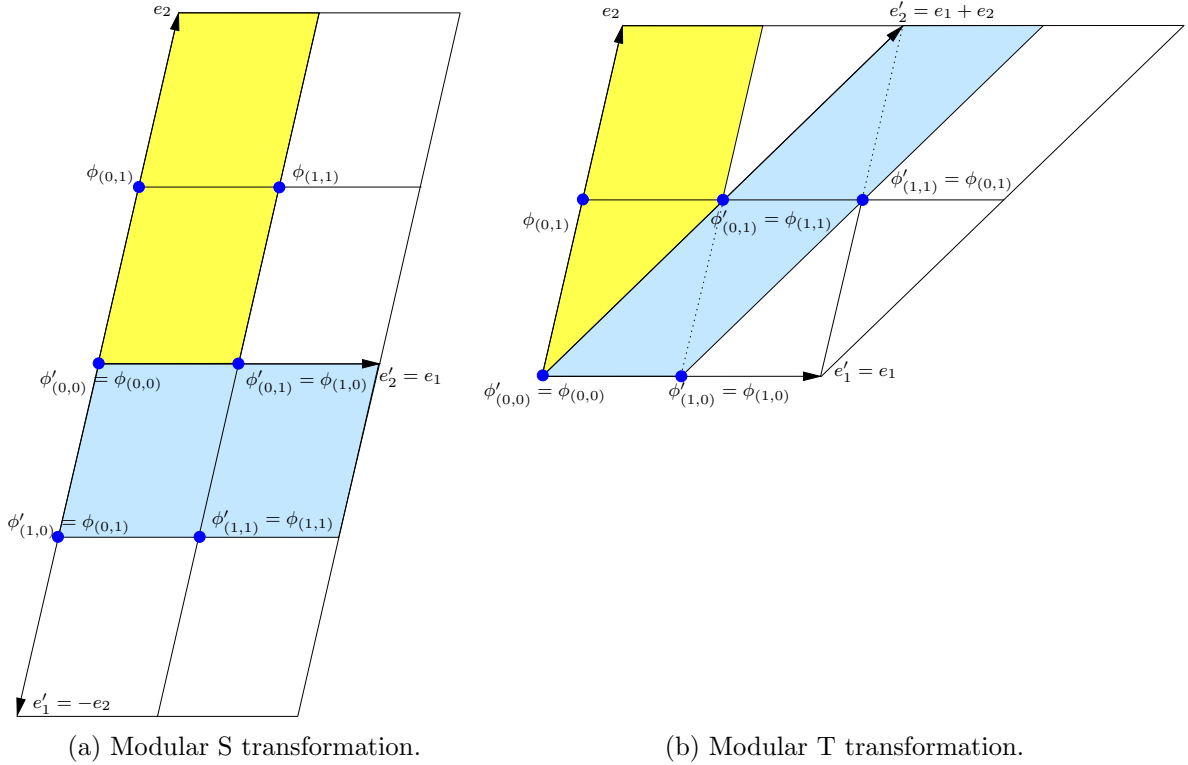 e₂
ϕ₍₀,₁₎
ϕ₍₁,₁₎
ϕ′₍₀,₀₎ = ϕ₍₀,₀₎
ϕ′₍₀,₁₎ = ϕ₍₁,₀₎
e′₂ = e₁
ϕ′₍₁,₀₎ = ϕ₍₀,₁₎
ϕ′₍₁,₁₎ = ϕ₍₁,₁₎
e′₁ = −e₂
(a) Modular S transformation.
e₂
e′₂ = e₁ + e₂
ϕ₍₀,₁₎
ϕ′₍₀,₁₎ = ϕ₍₁,₁₎
ϕ′₍₁,₁₎ = ϕ₍₀,₁₎
ϕ′₍₀,₀₎ = ϕ₍₀,₀₎
ϕ′₍₁,₀₎ = ϕ₍₁,₀₎
e′₁ = e₁
(b) Modular T transformation.